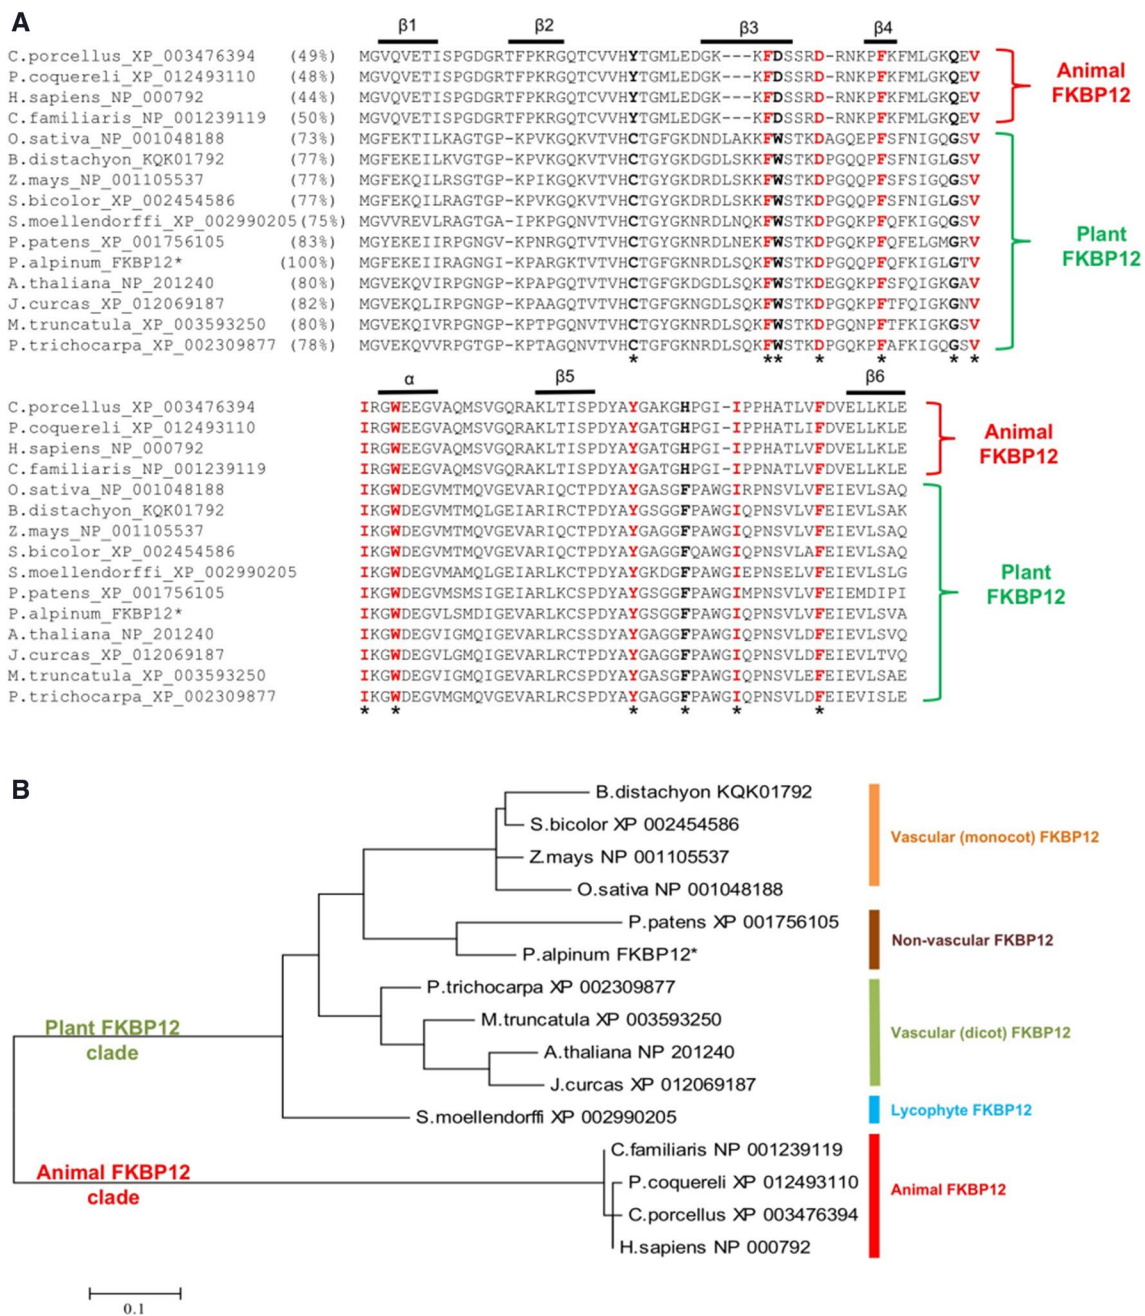 A
β1 β2 β3 β4
C.porcellus_XP_003476394 (49%) MGVQVETISPGDGRTFPKRGQTCVVHYTGMLEDGK---KFDSSRD-RNKPFKFMLGKQEV
P.coquereli_XP_012493110 (48%) MGVQVETISPGDGRTFPKRGQTCVVHYTGMLEDGK---KFDSSRD-RNKPFKFMLGKQEV
H.sapiens_NP_000792 (44%) MGVQVETISPGDGRTFPKRGQTCVVHYTGMLEDGK---KFDSSRD-RNKPFKFMLGKQEV
C.familiaris_NP_001239119 (50%) MGVQVETISPGDGRTFPKRGQTCVVHYTGMLEDGK---KFDSSRD-RNKPFKFMLGKQEV
O.sativa_NP_001048188 (73%) MGFEKTILKAGTGP-KPVKGQKVTVHCTGFGKDNDLAKKFWSTKDAGQEPFSFNIGQGSV
B.distachyon_KQK01792 (77%) MGFEKEILKVGTGP-KPVKGQKVTVHCTGYGKDRDLSKKFWSTKDPGQQPFSFNIGLGSV
Z.mays_NP_001105537 (77%) MGFEKQILRSGTGP-KPIKGQKVTVHCTGYGKDRDLSKKFWSTKDPGQQPFSFSIGQGSV
S.bicolor_XP_002454586 (77%) MGFEKQILRAGTGP-KPVKGQKVTVHCTGYGKDRDLSQKFWSTKDPGQQPFSFNIGQGSV
S.moellendorffi_XP_002990205 (75%) MGVVREVLRAGTGA-IPKPGQNVTVHCTGYGKNRDLNQKFWSTKDPGQKPFQFKIGQGSV
P.patens_XP_001756105 (83%) MGYEKEIIRPGNGV-KPNRGQTVTVHCTGYGKNRDLNEKFWSTKDPGQKPFQFELGMGRV
P.alpinum_FKBP12* (100%) MGFEKEIIRAGNGI-KPARGQNVTVHCTGYGKNRDLSQKFWSTKDPGQQPFQFKIGLGTV
A.thaliana_NP_201240 (80%) MGVEKQVIRPGNGP-KPAPGQTVTVHCTGFGKDGDLSQKFWSTKDEGQKPFSFQIGKGAV
J.curcas_XP_012069187 (82%) MGVEKQLIRPGNGP-KPAAGQTVTVHCTGFGKNGDLSQKFWSTKDPGQKPFTFQIGKGNV
M.truncatula_XP_003593250 (80%) MGVEKQIVRPGNGP-KPTPGQNVTVHCTGYGKNRDLSQKFWSTKDPGQNPFTFKIGKGSV
P.trichocarpa_XP_002309877 (78%) MGVEKQVVRPGTGP-KPTAGQNVTVHCTGFGKNRDLSQKFWSTKDPGQKPFAFKIGQGSV
* ** * * * *
Animal
FKBP12
Plant
FKBP12
α β5 β6
C.porcellus_XP_003476394 IRGWEEGVAQMSVGQRAKLTISPDYAYGAKGHPGI-IPPHATLVFDVELLKLE
P.coquereli_XP_012493110 IRGWEEGVAQMSVGQRAKLTISPDYAYGATGHPGI-IPPHATLIFDVELLKLE
H.sapiens_NP_000792 IRGWEEGVAQMSVGQRAKLTISPDYAYGATGHPGI-IPPHATLVFDVELLKLE
C.familiaris_NP_001239119 IRGWEEGVAQMSVGQRAKLTISPDYAYGATGHPGI-IPPNATLVFDVELLKLE
O.sativa_NP_001048188 IKGWDEGVMTMQVGEVARIQCTPDYAYGASGFPAWGIRPNSVLVFEIEVLSAQ
B.distachyon_KQK01792 IKGWDEGVMTMQLGEIARIRCTPDYAYGSGGFPAWGIQPNSVLVFEIEVLSAK
Z.mays_NP_001105537 IKGWDEGVMTMQVGEVARIQCTPDYAYGAGGFPAWGIQPNSVLVFEIEVLSAQ
S.bicolor_XP_002454586 IKGWDEGVMTMQVGEVARIQCTPDYAYGAGGFQAWGIQPNSVLAFEIEVLSAQ
S.moellendorffi_XP_002990205 IKGWDEGVMAMQLGEIARLKCTPDYAYGKDGFPAWGIEPNSELVFEIEVLSLG
P.patens_XP_001756105 IKGWDEGVMSMDIGEVARLKCSPDYAYGSGGFPAWGIMPNSVLVFEIEMDIPI
P.alpinum_FKBP12* IKGWDEGVLSMDVGEVARLKCSPDYAYGSGGFPAWGIQPNSVLVFEIEVLSVA
A.thaliana_NP_201240 IKGWDEGVIGMQIGEVARLRCSSDYAYGAGGFPAWGIQPNSVLDFEIEVLSVQ
J.curcas_XP_012069187 IKGWDEGVLGMQIGEVARLRCTPDYAYGAGGFPAWGIQPNSVLDFEIEVLTVQ
M.truncatula_XP_003593250 IKGWDEGVIGMQIGEVARLRCSPDYAYGAGGFPAWGIQPNSVLEFEIEVLSAE
P.trichocarpa_XP_002309877 IKGWDEGVMGMQVGEVARLRCSPDYAYGAGGFPAWGIQPNSVLDFEIEVISLE
* * * * * *
Animal
FKBP12
Plant
FKBP12
B
B.distachyon KQK01792
S.bicolor XP 002454586
Z.mays NP 001105537
O.sativa NP 001048188
Vascular (monocot) FKBP12
P.patens XP 001756105
P.alpinum FKBP12*
Non-vascular FKBP12
P.trichocarpa XP 002309877
M.truncatula XP 003593250
A.thaliana NP 201240
J.curcas XP 012069187
Vascular (dicot) FKBP12
S.moellendorffi XP 002990205
Lycophyte FKBP12
C.familiaris NP 001239119
P.coquereli XP 012493110
C.porcellus XP 003476394
H.sapiens NP 000792
Animal FKBP12
Plant FKBP12
clade
Animal FKBP12
clade
0.1